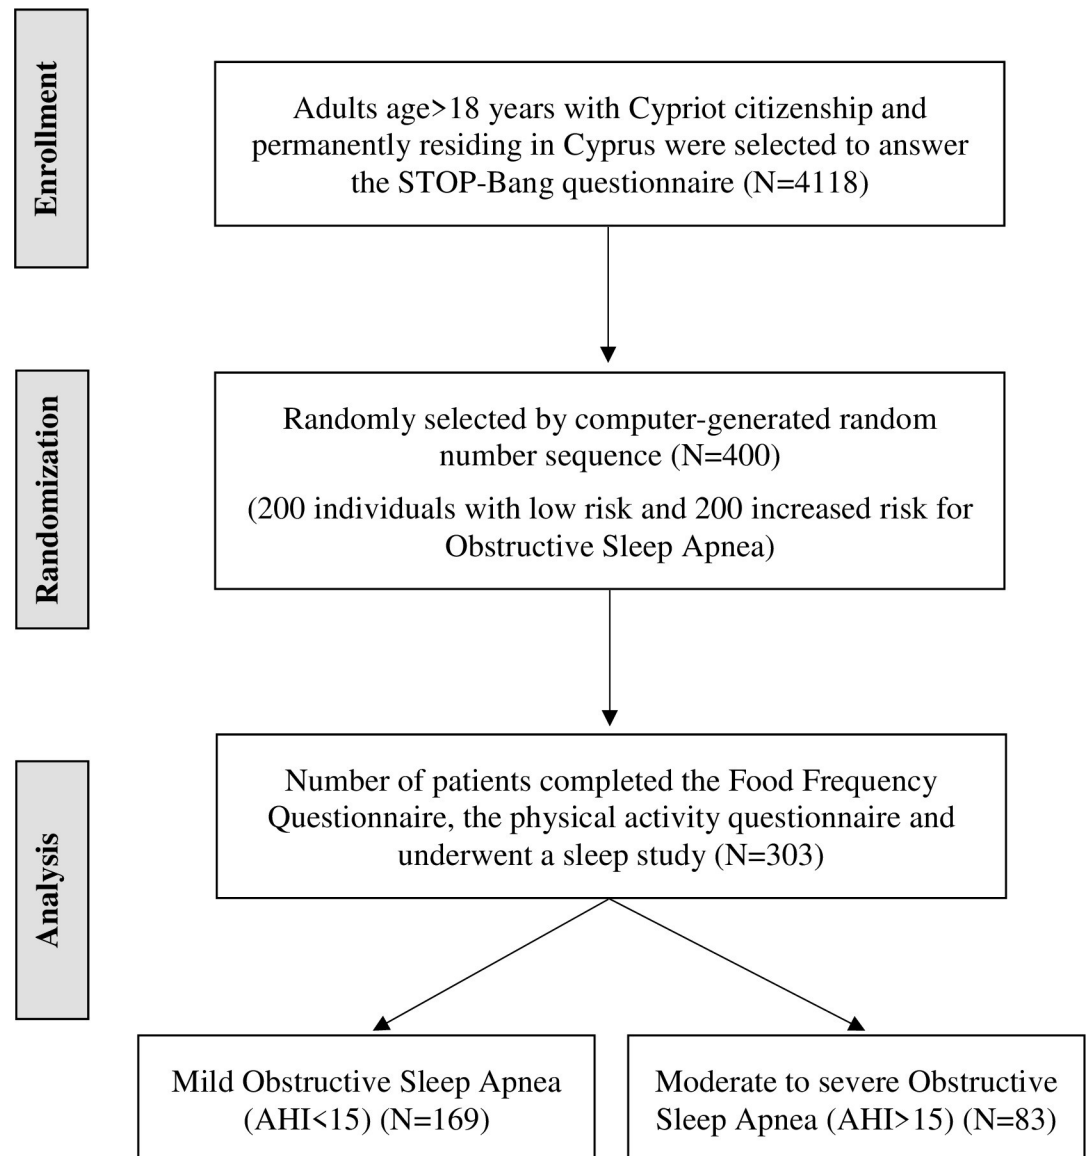 Enrollment
Adults age>18 years with Cypriot citizenship and
permanently residing in Cyprus were selected to answer
the STOP-Bang questionnaire (N=4118)
Randomization
Randomly selected by computer-generated random
number sequence (N=400)
(200 individuals with low risk and 200 increased risk for
Obstructive Sleep Apnea)
Analysis
Number of patients completed the Food Frequency
Questionnaire, the physical activity questionnaire and
underwent a sleep study (N=303)
Mild Obstructive Sleep Apnea
(AHI<15) (N=169)
Moderate to severe Obstructive
Sleep Apnea (AHI>15) (N=83)